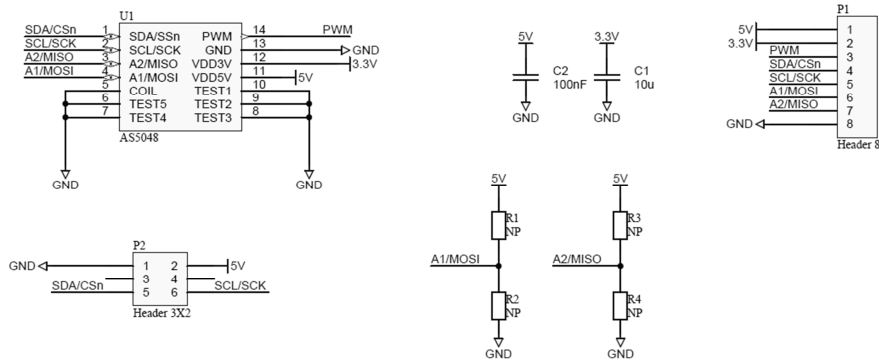 U1
SDA/CSn 1 SDA/SSn PWM 14 PWM
SCL/SCK 2 SCL/SCK GND 13 GND
A2/MISO 3 A2/MISO VDD3V 12 3.3V
A1/MOSI 4 A1/MOSI VDD5V 11 5V
5 COIL TEST1 10
6 TEST5 TEST2 9
7 TEST4 TEST3 8
AS5048
GND GND
5V 3.3V
C2 C1
100nF 10u
GND GND
P1
5V 1
3.3V 2
PWM 3
SDA/CSn 4
SCL/SCK 5
A1/MOSI 6
A2/MISO 7
GND 8
Header 8
P2
GND 1 2 5V
3 4
SDA/CSn 5 6 SCL/SCK
Header 3X2
5V 5V
R1 R3
NP NP
A1/MOSI A2/MISO
R2 R4
NP NP
GND GND